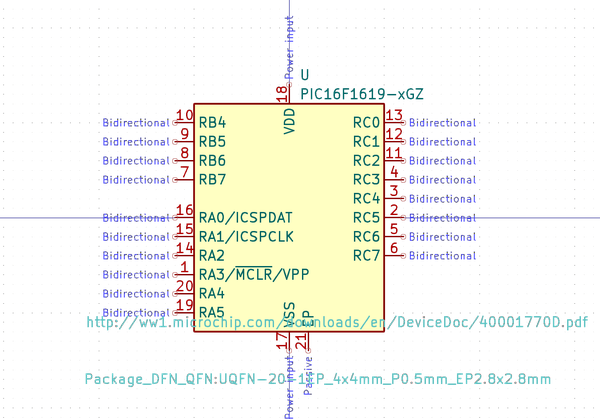 Power input
U
18
PIC16F1619-xGZ
VDD
Bidirectional 10 RB4 RC0 13 Bidirectional
Bidirectional 9 RB5 RC1 12 Bidirectional
Bidirectional 8 RB6 RC2 11 Bidirectional
Bidirectional 7 RB7 RC3 4 Bidirectional
RC4 3 Bidirectional
Bidirectional 16 RA0/ICSPDAT RC5 2 Bidirectional
Bidirectional 15 RA1/ICSPCLK RC6 5 Bidirectional
Bidirectional 14 RA2 RC7 6 Bidirectional
Bidirectional 1 RA3/MCLR/VPP
Bidirectional 20 RA4
Bidirectional 19 RA5
VSS EP
http://ww1.microchip.com/downloads/en/DeviceDoc/40001770D.pdf
17 21
Power input Passive
Package_DFN_QFN:UQFN-20-1EP_4x4mm_P0.5mm_EP2.8x2.8mm